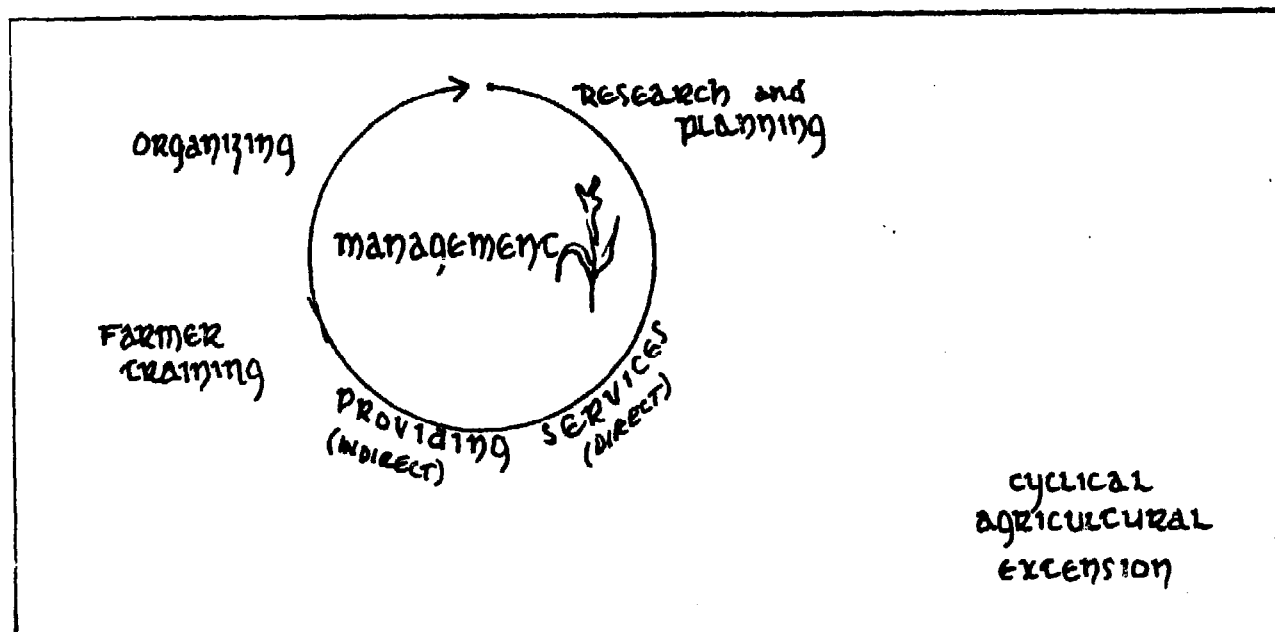 RESEARCH and
PLANNING
ORGANIZING
MANAGEMENT
FARMER
TRAINING
PROVIDING
(INDIRECT)
SERVICES
(DIRECT)
CYCLICAL
AGRICULTURAL
EXTENSION